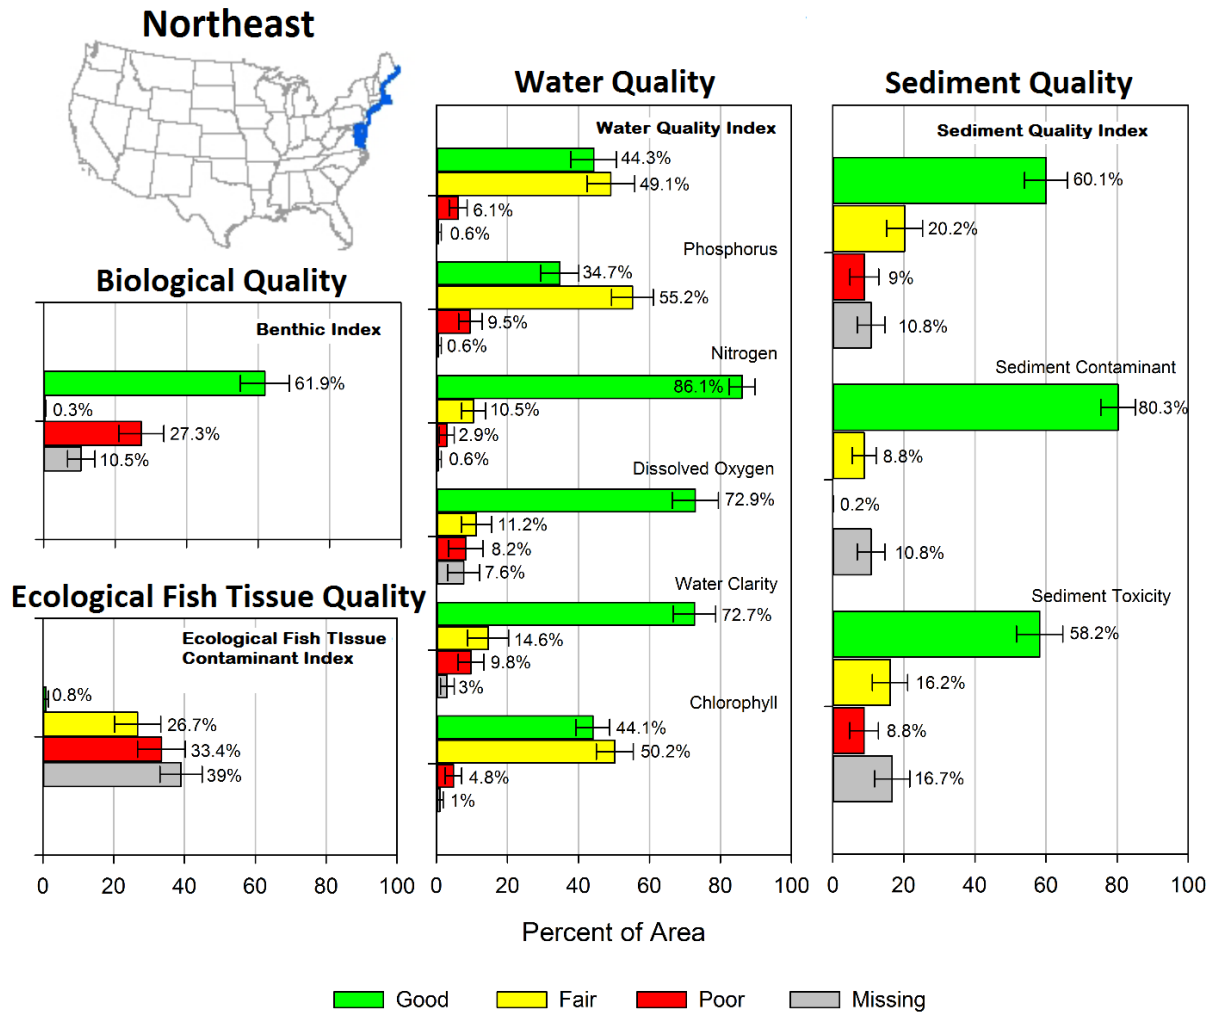 Northeast
Biological Quality
Benthic Index
61.9%
0.3%
27.3%
10.5%
Ecological Fish Tissue Quality
Ecological Fish TIssue
Contaminant Index
0.8%
26.7%
33.4%
39%
0 20 40 60 80 100
Water Quality
Water Quality Index
44.3%
49.1%
6.1%
0.6%
Phosphorus
34.7%
55.2%
9.5%
0.6%
Nitrogen
86.1%
10.5%
2.9%
0.6%
Dissolved Oxygen
72.9%
11.2%
8.2%
7.6%
Water Clarity
72.7%
14.6%
9.8%
3%
Chlorophyll
44.1%
50.2%
4.8%
1%
0 20 40 60 80 100
Sediment Quality
Sediment Quality Index
60.1%
20.2%
9%
10.8%
Sediment Contaminant
80.3%
8.8%
0.2%
10.8%
Sediment Toxicity
58.2%
16.2%
8.8%
16.7%
0 20 40 60 80 100
Percent of Area
Good Fair Poor Missing